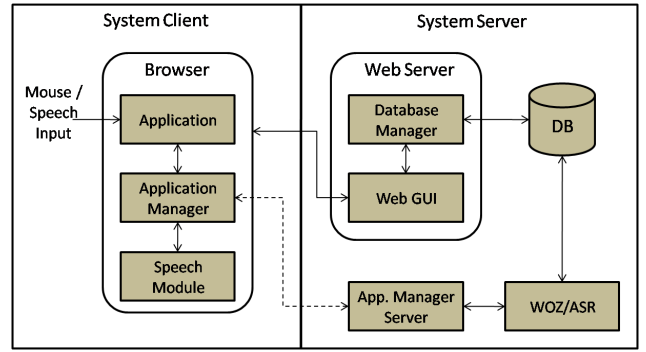 System Client
System Server
Browser
Web Server
Mouse /
Speech
Input
Application
Database
Manager
DB
Application
Manager
Web GUI
Speech
Module
App. Manager
Server
WOZ/ASR